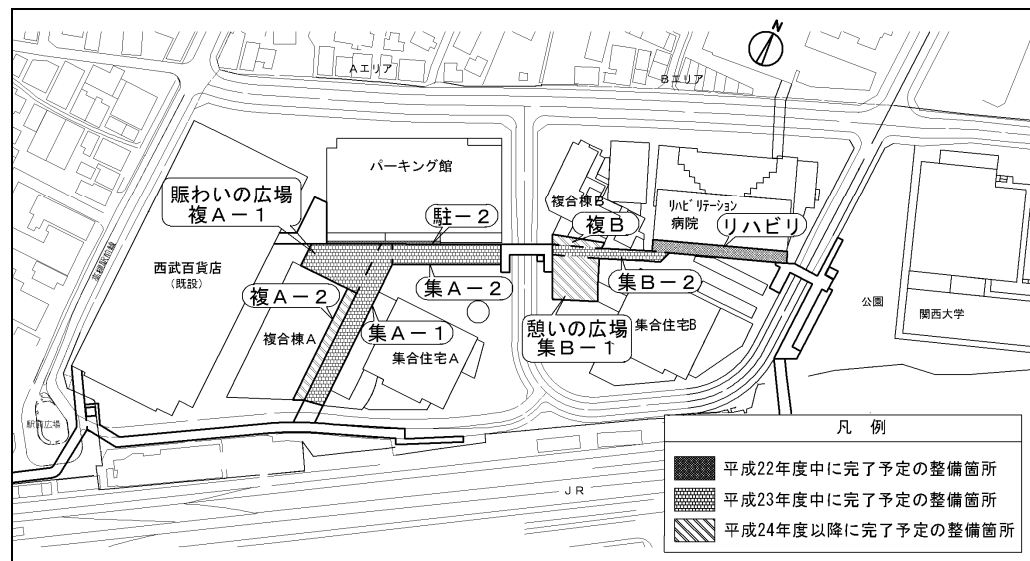 N
Aエリア
Bエリア
パーキング館
賑わいの広場
複A-1
駐-2
複合棟B
複B
リハビリテーション
病院
リハビリ
西武百貨店
(既設)
複A-2
集A-2
集B-2
集A-1
憩いの広場
集B-1
集合住宅B
複合棟A
集合住宅A
公園
関西大学
駅前広場
JR
凡 例
平成22年度中に完了予定の整備箇所
平成23年度中に完了予定の整備箇所
平成24年度以降に完了予定の整備箇所